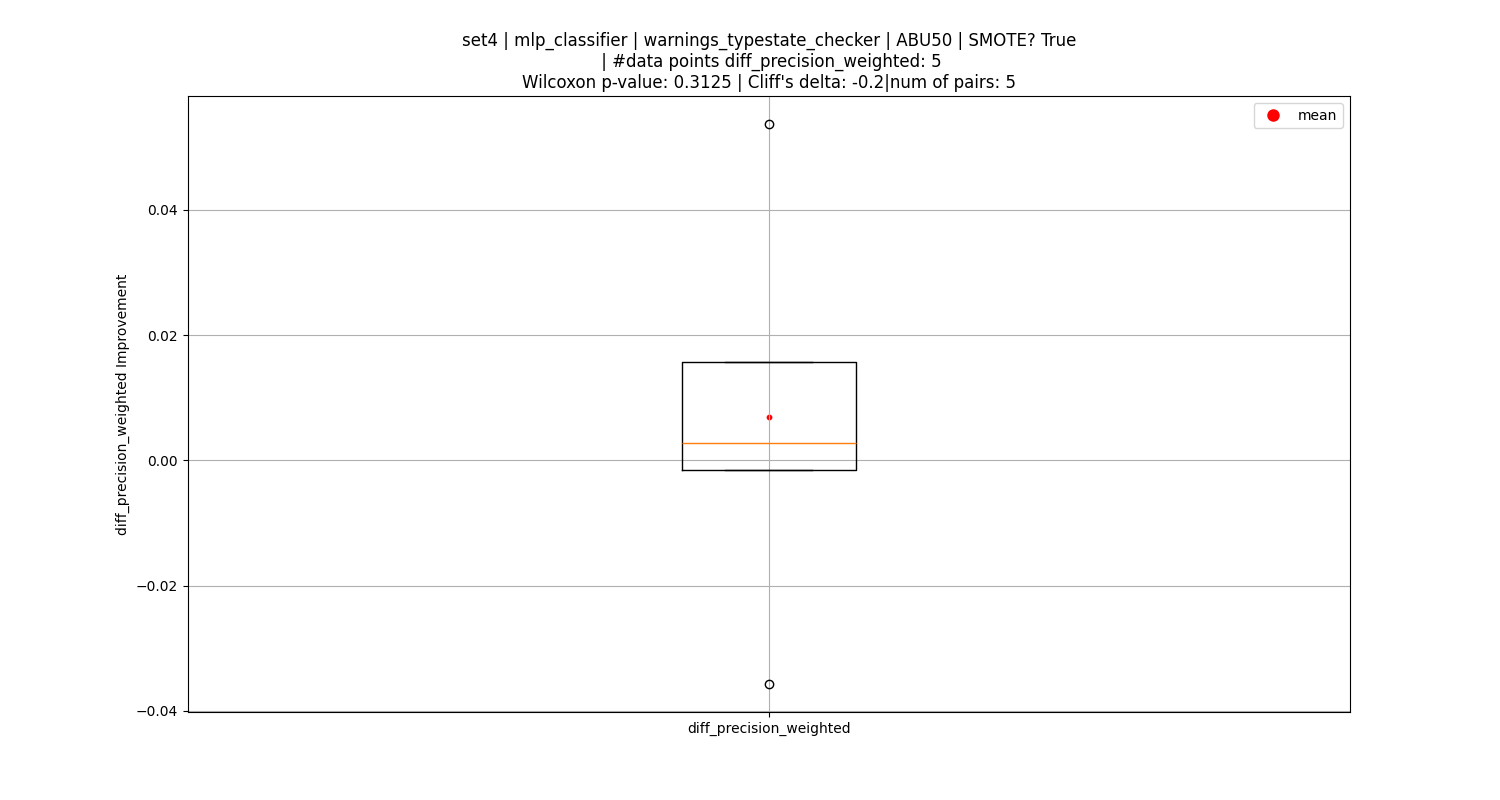 set4 | mlp_classifier | warnings_typestate_checker | ABU50 | SMOTE? True
| #data points diff_precision_weighted: 5
Wilcoxon p-value: 0.3125 | Cliff's delta: -0.2|num of pairs: 5
mean
0.04
0.02
0.00
−0.02
−0.04
diff_precision_weighted Improvement
diff_precision_weighted